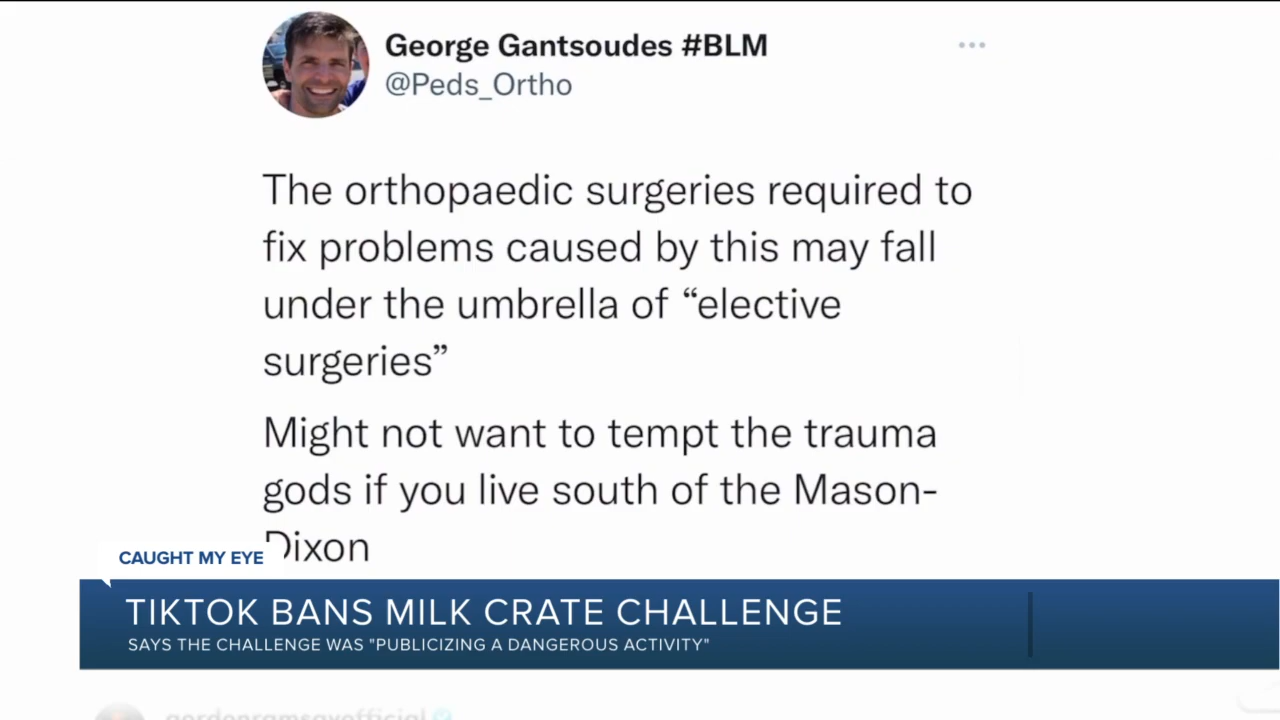 George Gantsoudes #BLM
@Peds_Ortho
The orthopaedic surgeries required to
fix problems caused by this may fall
under the umbrella of “elective
surgeries”
Might not want to tempt the trauma
gods if you live south of the Mason-
Dixon
CAUGHT MY EYE
TIKTOK BANS MILK CRATE CHALLENGE
SAYS THE CHALLENGE WAS "PUBLICIZING A DANGEROUS ACTIVITY"
gordonramsayofficial